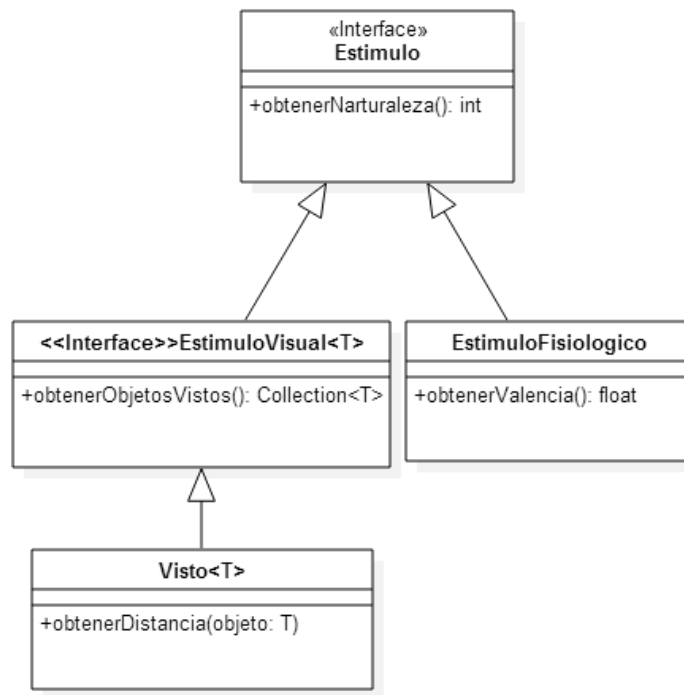 «Interface»
Estimulo
+obtenerNarturaleza(): int
<<Interface>>EstimuloVisual<T>
+obtenerObjetosVistos(): Collection<T>
EstimuloFisiologico
+obtenerValencia(): float
Visto<T>
+obtenerDistancia(objeto: T)